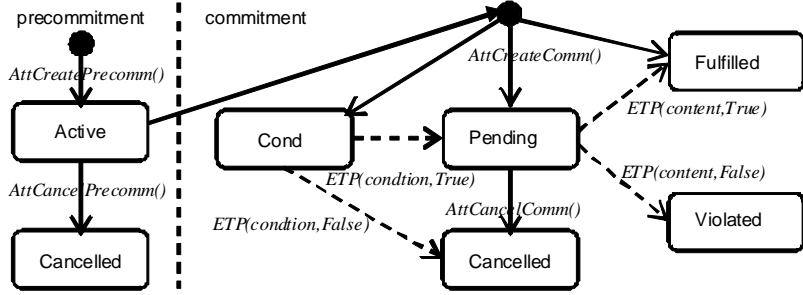 precommitment
commitment
AttCreatePrecomm()
AttCreateComm()
Fulfilled
Active
Cond
Pending
ETP(content,True)
ETP(condtion,True)
ETP(content,False)
AttCancelPrecomm()
AttCancelComm()
ETP(condtion,False)
Violated
Cancelled
Cancelled